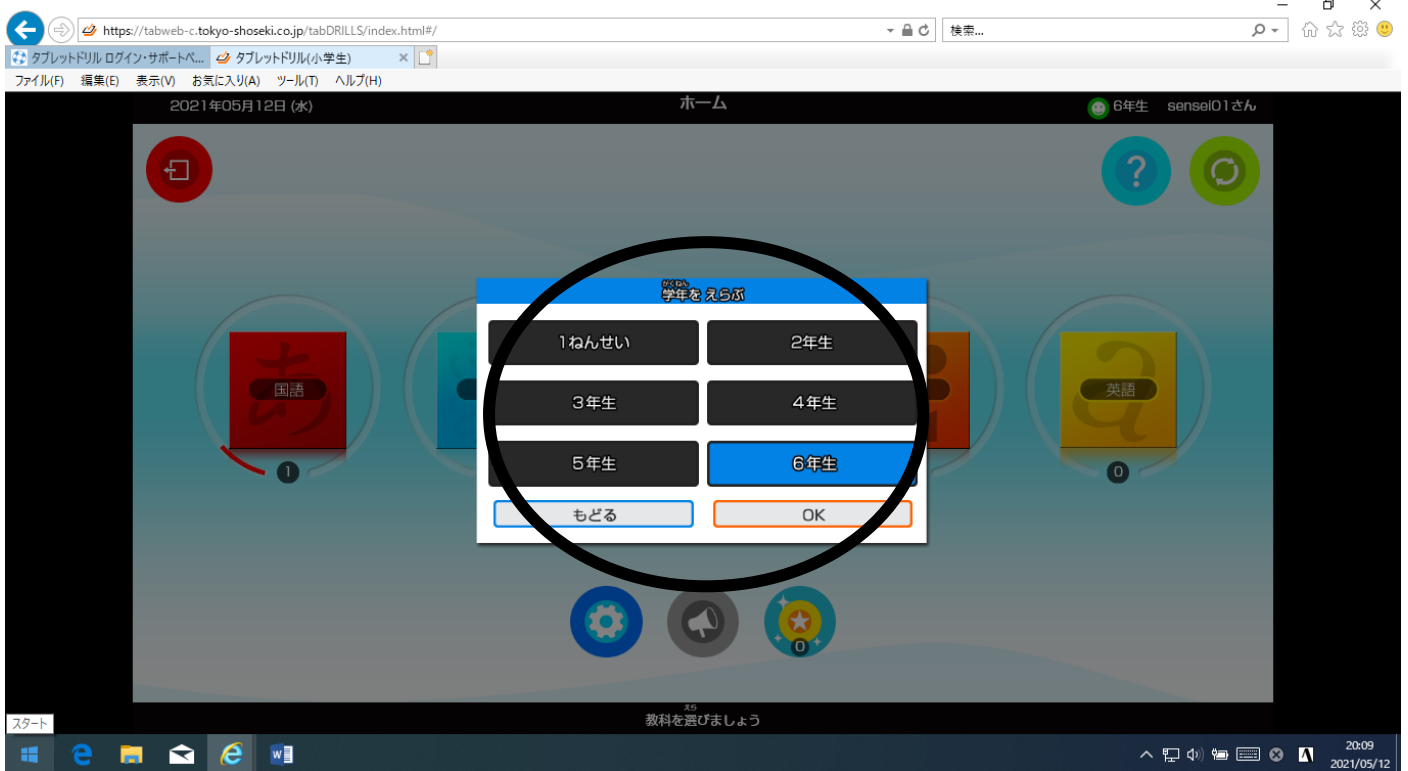 https://tabweb-c.tokyo-shoseki.co.jp/tabDRILLS/index.html#/
検索...
タブレットドリル ログイン・サポートペ...
タブレットドリル(小学生)
ファイル(F) 編集(E) 表示(V) お気に入り(A) ツール(T) ヘルプ(H)
2021年05月12日 (水)
ホーム
6年生 sensei01さん
?
がくねん
学年を えらぶ
1ねんせい
2年生
3年生
4年生
5年生
6年生
もどる
OK
あ
国語
1
a
英語
0
0
えら
教科を選びましょう
スタート
20:09
2021/05/12